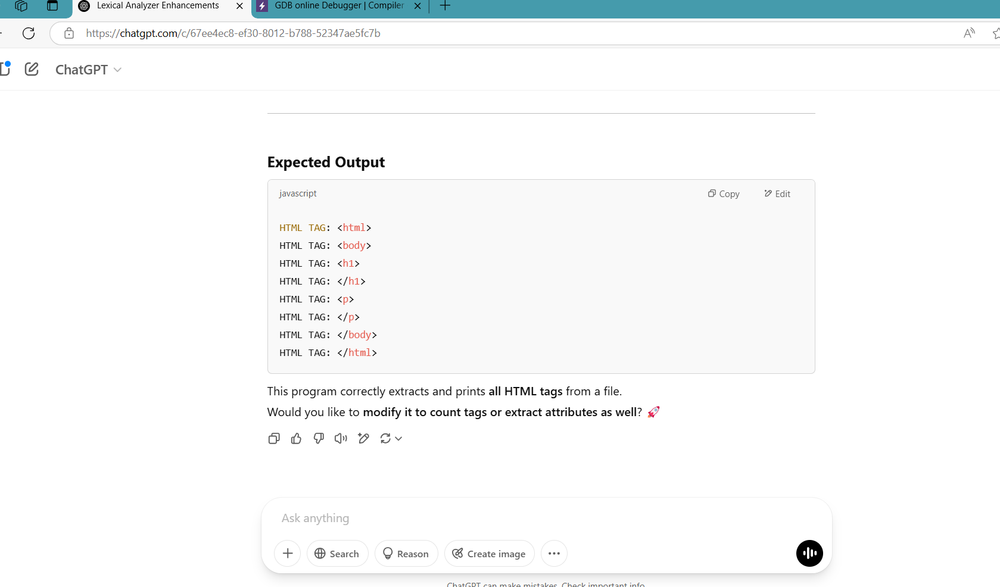 Lexical Analyzer Enhancements
GDB online Debugger | Compiler
https://chatgpt.com/c/67ee4ec8-ef30-8012-b788-52347ae5fc7b
ChatGPT
Expected Output
javascript
Copy
Edit
HTML TAG: <html>
HTML TAG: <body>
HTML TAG: <h1>
HTML TAG: </h1>
HTML TAG: <p>
HTML TAG: </p>
HTML TAG: </body>
HTML TAG: </html>
This program correctly extracts and prints all HTML tags from a file.
Would you like to modify it to count tags or extract attributes as well? 🚀
Ask anything
Search
Reason
Create image
ChatGPT can make mistakes. Check important info.